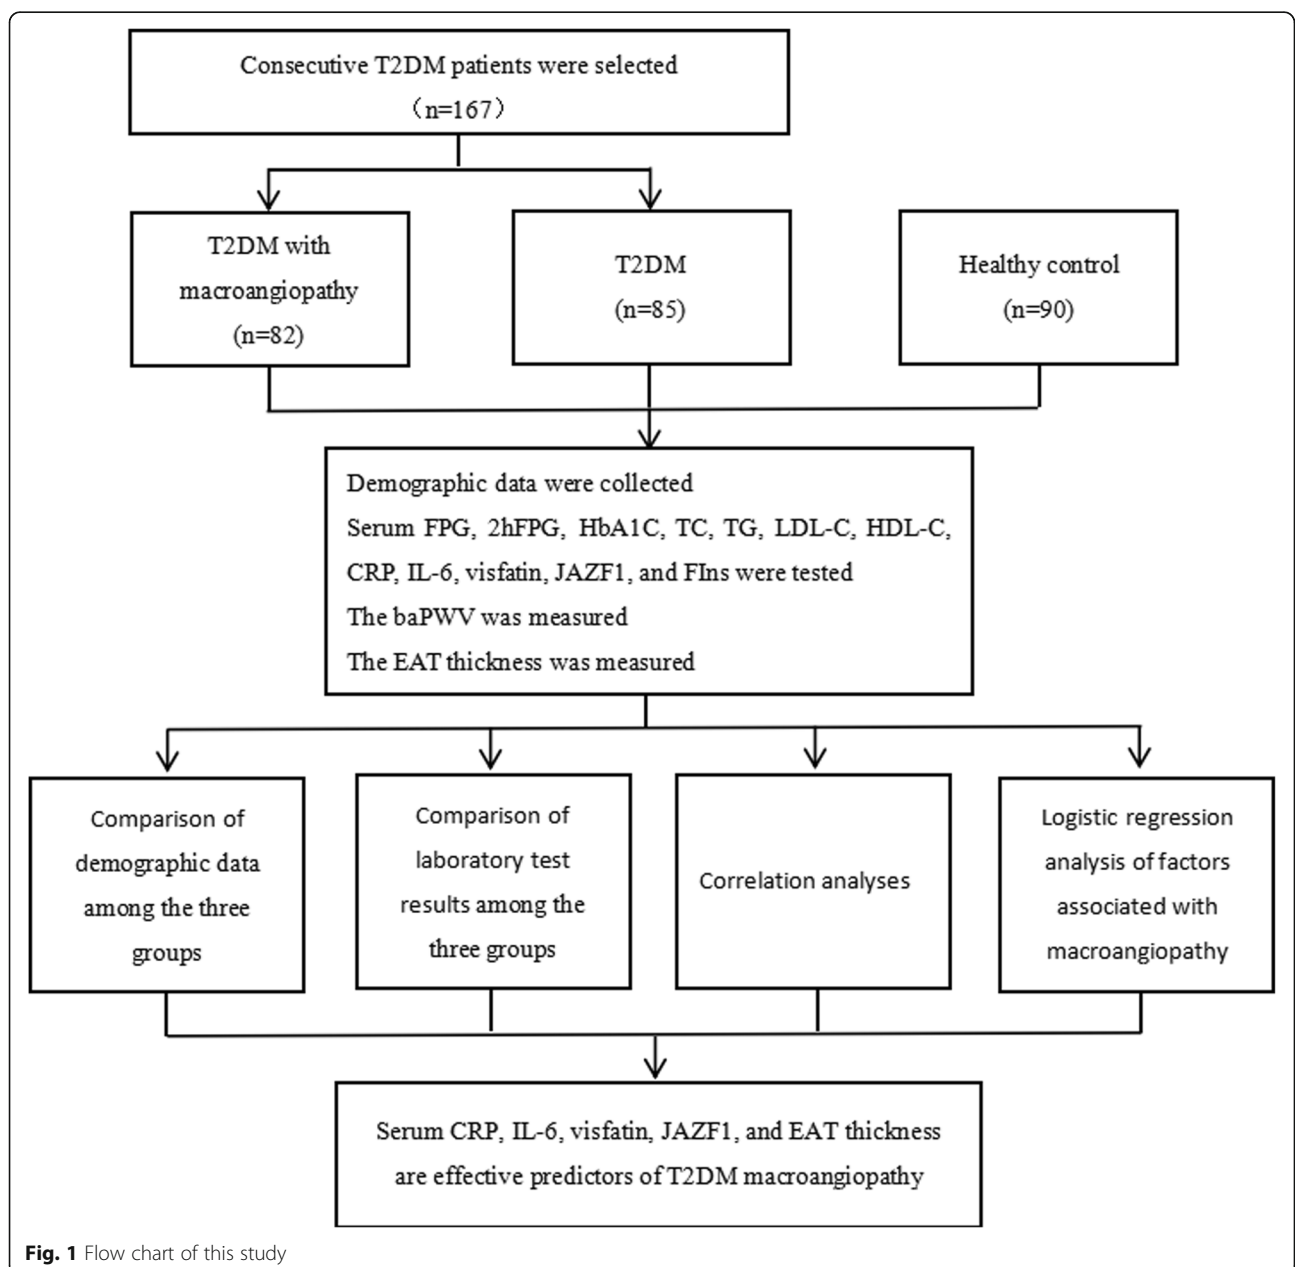 Consecutive T2DM patients were selected
（n=167）
T2DM with
macroangiopathy
(n=82)
T2DM
(n=85)
Healthy control
(n=90)
Demographic data were collected
Serum FPG, 2hFPG, HbA1C, TC, TG, LDL-C, HDL-C,
CRP, IL-6, visfatin, JAZF1, and FIns were tested
The baPWV was measured
The EAT thickness was measured
Comparison of
demographic data
among the three
groups
Comparison of
laboratory test
results among the
three groups
Correlation analyses
Logistic regression
analysis of factors
associated with
macroangiopathy
Serum CRP, IL-6, visfatin, JAZF1, and EAT thickness
are effective predictors of T2DM macroangiopathy
Fig. 1 Flow chart of this study